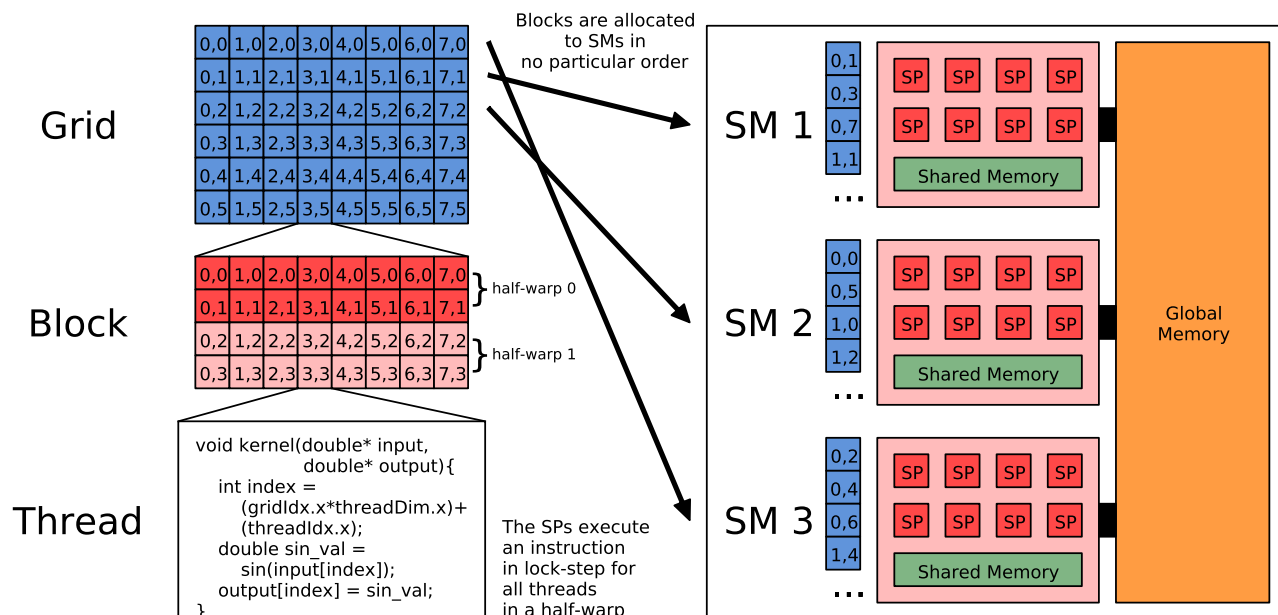 Grid
0,0 1,0 2,0 3,0 4,0 5,0 6,0 7,0
0,1 1,1 2,1 3,1 4,1 5,1 6,1 7,1
0,2 1,2 2,2 3,2 4,2 5,2 6,2 7,2
0,3 1,3 2,3 3,3 4,3 5,3 6,3 7,3
0,4 1,4 2,4 3,4 4,4 5,4 6,4 7,4
0,5 1,5 2,5 3,5 4,5 5,5 6,5 7,5
Block
0,0 1,0 2,0 3,0 4,0 5,0 6,0 7,0
0,1 1,1 2,1 3,1 4,1 5,1 6,1 7,1
half-warp 0
0,2 1,2 2,2 3,2 4,2 5,2 6,2 7,2
0,3 1,3 2,3 3,3 4,3 5,3 6,3 7,3
half-warp 1
Thread
void kernel(double* input,
double* output){
int index =
(gridIdx.x*threadDim.x)+
(threadIdx.x);
double sin_val =
sin(input[index]);
output[index] = sin_val;
}
The SPs execute
an instruction
in lock-step for
all threads
in a half-warp
Blocks are allocated
to SMs in
no particular order
SM 1
0,1
0,3
0,7
1,1
...
SP SP SP SP
SP SP SP SP
Shared Memory
SM 2
0,0
0,5
1,0
1,2
...
SP SP SP SP
SP SP SP SP
Shared Memory
SM 3
0,2
0,4
0,6
1,4
...
SP SP SP SP
SP SP SP SP
Shared Memory
Global
Memory